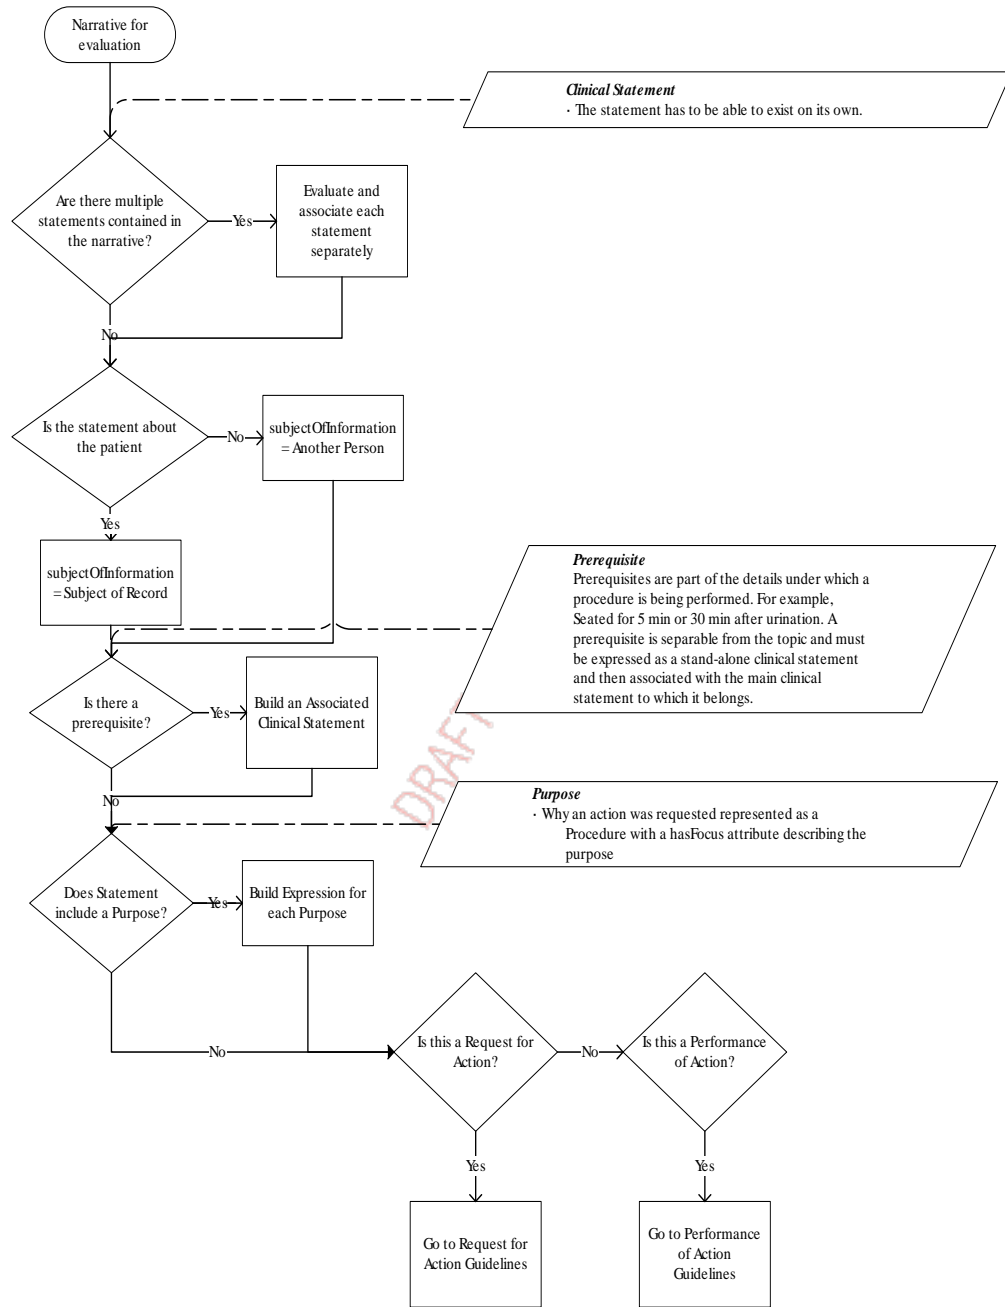 Narrative for
evaluation
Clinical Statement
· The statement has to be able to exist on its own.
Are there multiple
statements contained in
the narrative?
Yes
Evaluate and
associate each
statement
separately
No
Is the statement about
the patient
No
subjectOfInformation
= Another Person
Yes
subjectOfInformation
= Subject of Record
Prerequisite
Prerequisites are part of the details under which a
procedure is being performed. For example,
Seated for 5 min or 30 min after urination. A
prerequisite is separable from the topic and must
be expressed as a stand-alone clinical statement
and then associated with the main clinical
statement to which it belongs.
Is there a
prerequisite?
Yes
Build an Associated
Clinical Statement
DRAFT
No
Purpose
· Why an action was requested represented as a
Procedure with a hasFocus attribute describing the
purpose
Does Statement
include a Purpose?
Yes
Build Expression for
each Purpose
No
Is this a Request for
Action?
No
Is this a Performance
of Action?
Yes
Yes
Go to Request for
Action Guidelines
Go to Performance
of Action
Guidelines